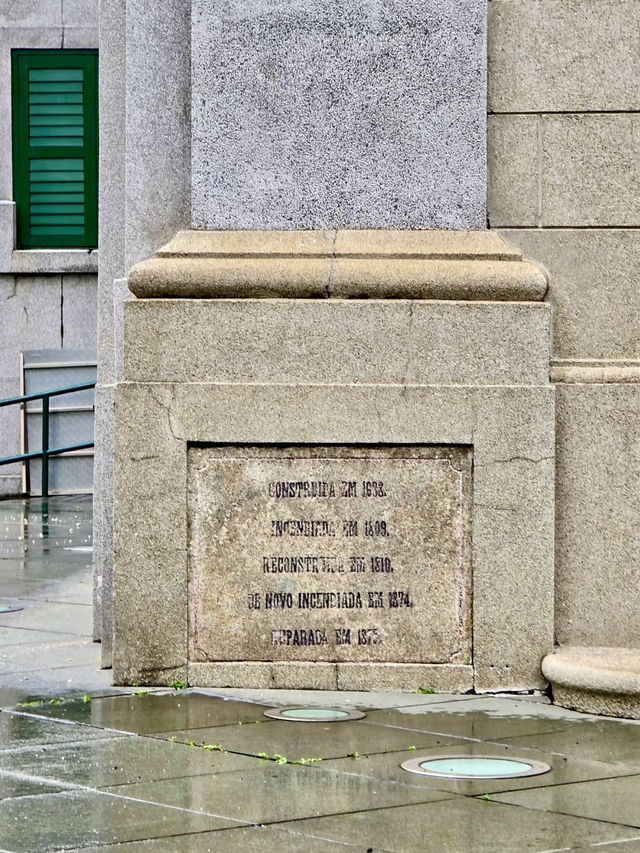 CONSTRUIDA EM 1638.
INCENDIADA EM 1809.
RECONSTRUIDA EM 1810.
DE NOVO INCENDIADA EM 1874.
REPARADA EM 1875.